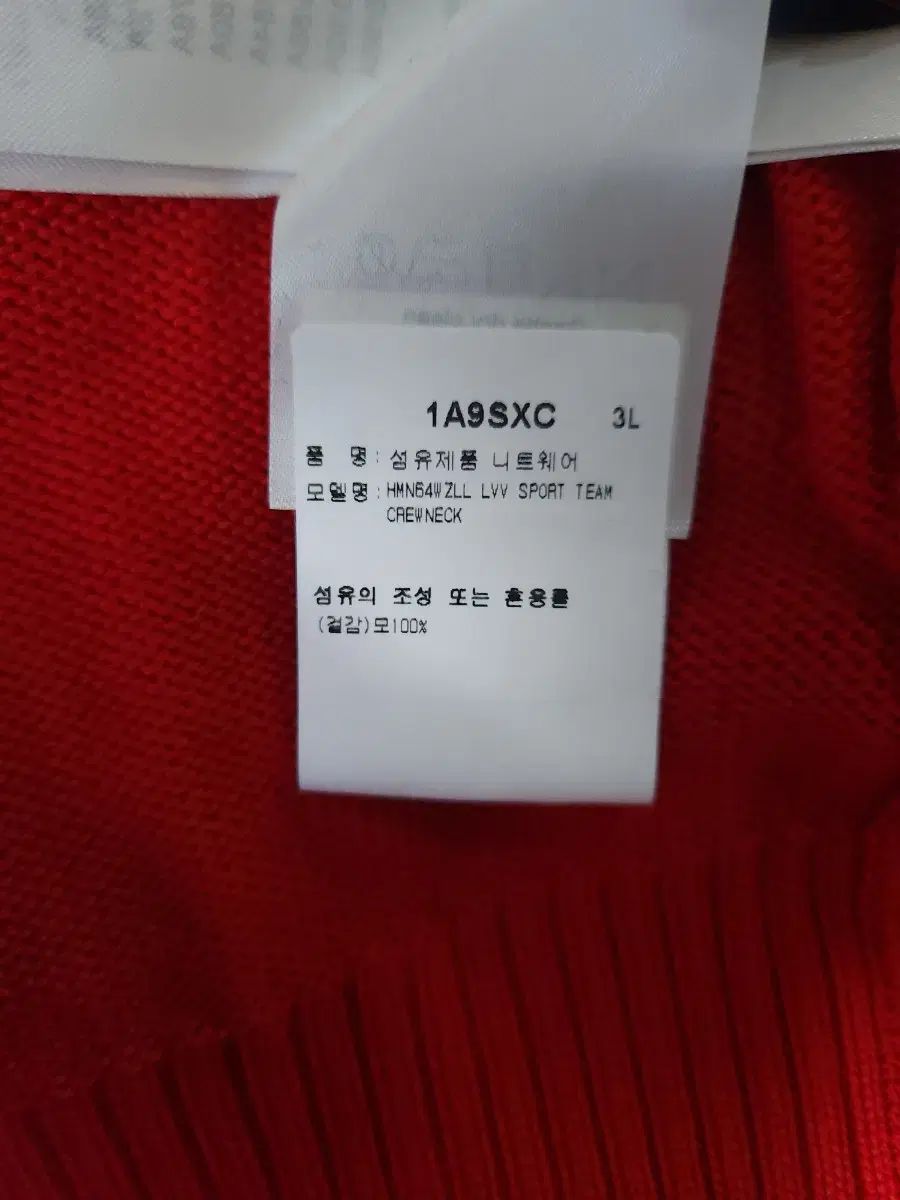 1A9SXC 3L
품 명 : 섬유제품 니트웨어
모델명 : HMN64WZLL LVV SPORT TEAM
CREWNECK
섬유의 조성 또는 혼용률
(겉감)모100%